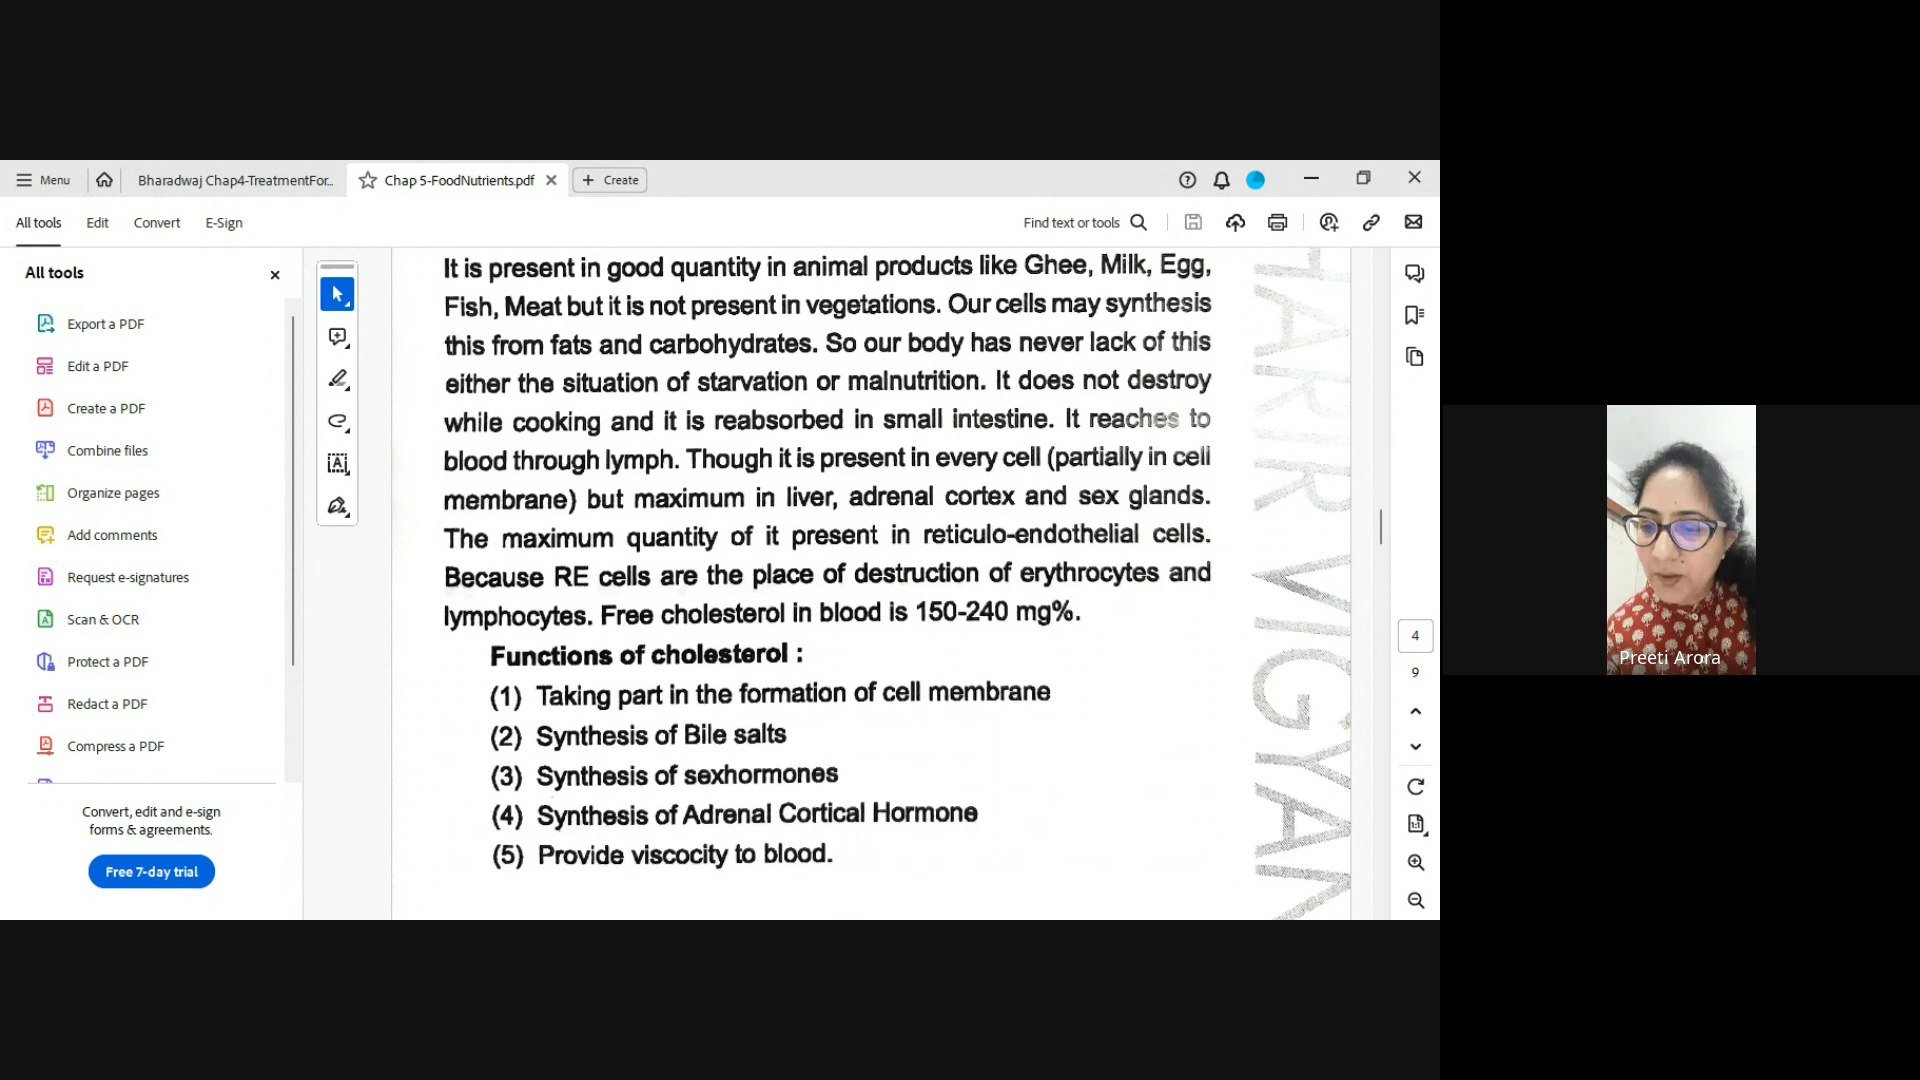 Menu
Bharadwaj Chap4-TreatmentFor...
Chap 5-FoodNutrients.pdf
Create
All tools
Edit
Convert
E-Sign
Find text or tools
All tools
Export a PDF
Edit a PDF
Create a PDF
Combine files
Organize pages
Add comments
Request e-signatures
Scan & OCR
Protect a PDF
Redact a PDF
Compress a PDF
Convert, edit and e-sign
forms & agreements.
Free 7-day trial
It is present in good quantity in animal products like Ghee, Milk, Egg,
Fish, Meat but it is not present in vegetations. Our cells may synthesis
this from fats and carbohydrates. So our body has never lack of this
either the situation of starvation or malnutrition. It does not destroy
while cooking and it is reabsorbed in small intestine. It reaches to
blood through lymph. Though it is present in every cell (partially in cell
membrane) but maximum in liver, adrenal cortex and sex glands.
The maximum quantity of it present in reticulo-endothelial cells.
Because RE cells are the place of destruction of erythrocytes and
lymphocytes. Free cholesterol in blood is 150-240 mg%.
Functions of cholesterol :
(1) Taking part in the formation of cell membrane
(2) Synthesis of Bile salts
(3) Synthesis of sexhormones
(4) Synthesis of Adrenal Cortical Hormone
(5) Provide viscocity to blood.
VIGYAN
4
9
Preeti Arora